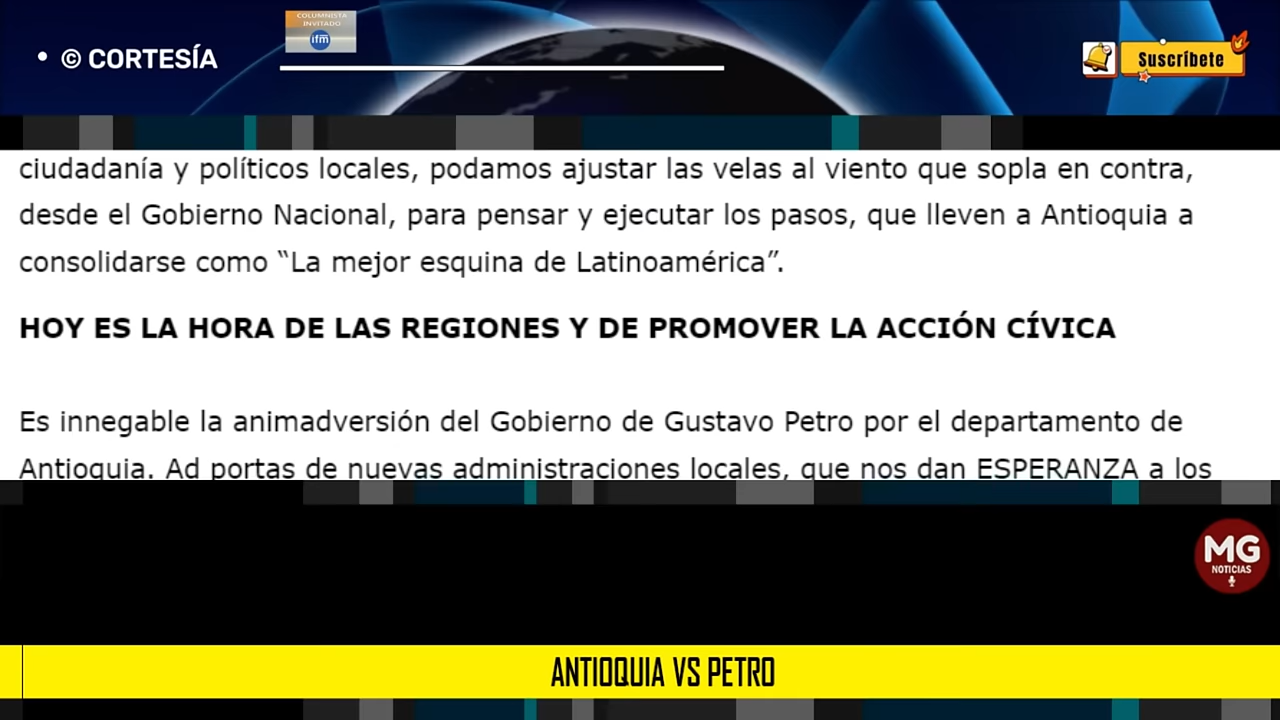 COLUMNISTA
INVITADO
ifm
• © CORTESÍA
Suscríbete
ciudadanía y políticos locales, podamos ajustar las velas al viento que sopla en contra,
desde el Gobierno Nacional, para pensar y ejecutar los pasos, que lleven a Antioquia a
consolidarse como “La mejor esquina de Latinoamérica”.
HOY ES LA HORA DE LAS REGIONES Y DE PROMOVER LA ACCIÓN CÍVICA
Es innegable la animadversión del Gobierno de Gustavo Petro por el departamento de
Antioquia. Ad portas de nuevas administraciones locales, que nos dan ESPERANZA a los
MG
NOTICIAS
ANTIOQUIA VS PETRO